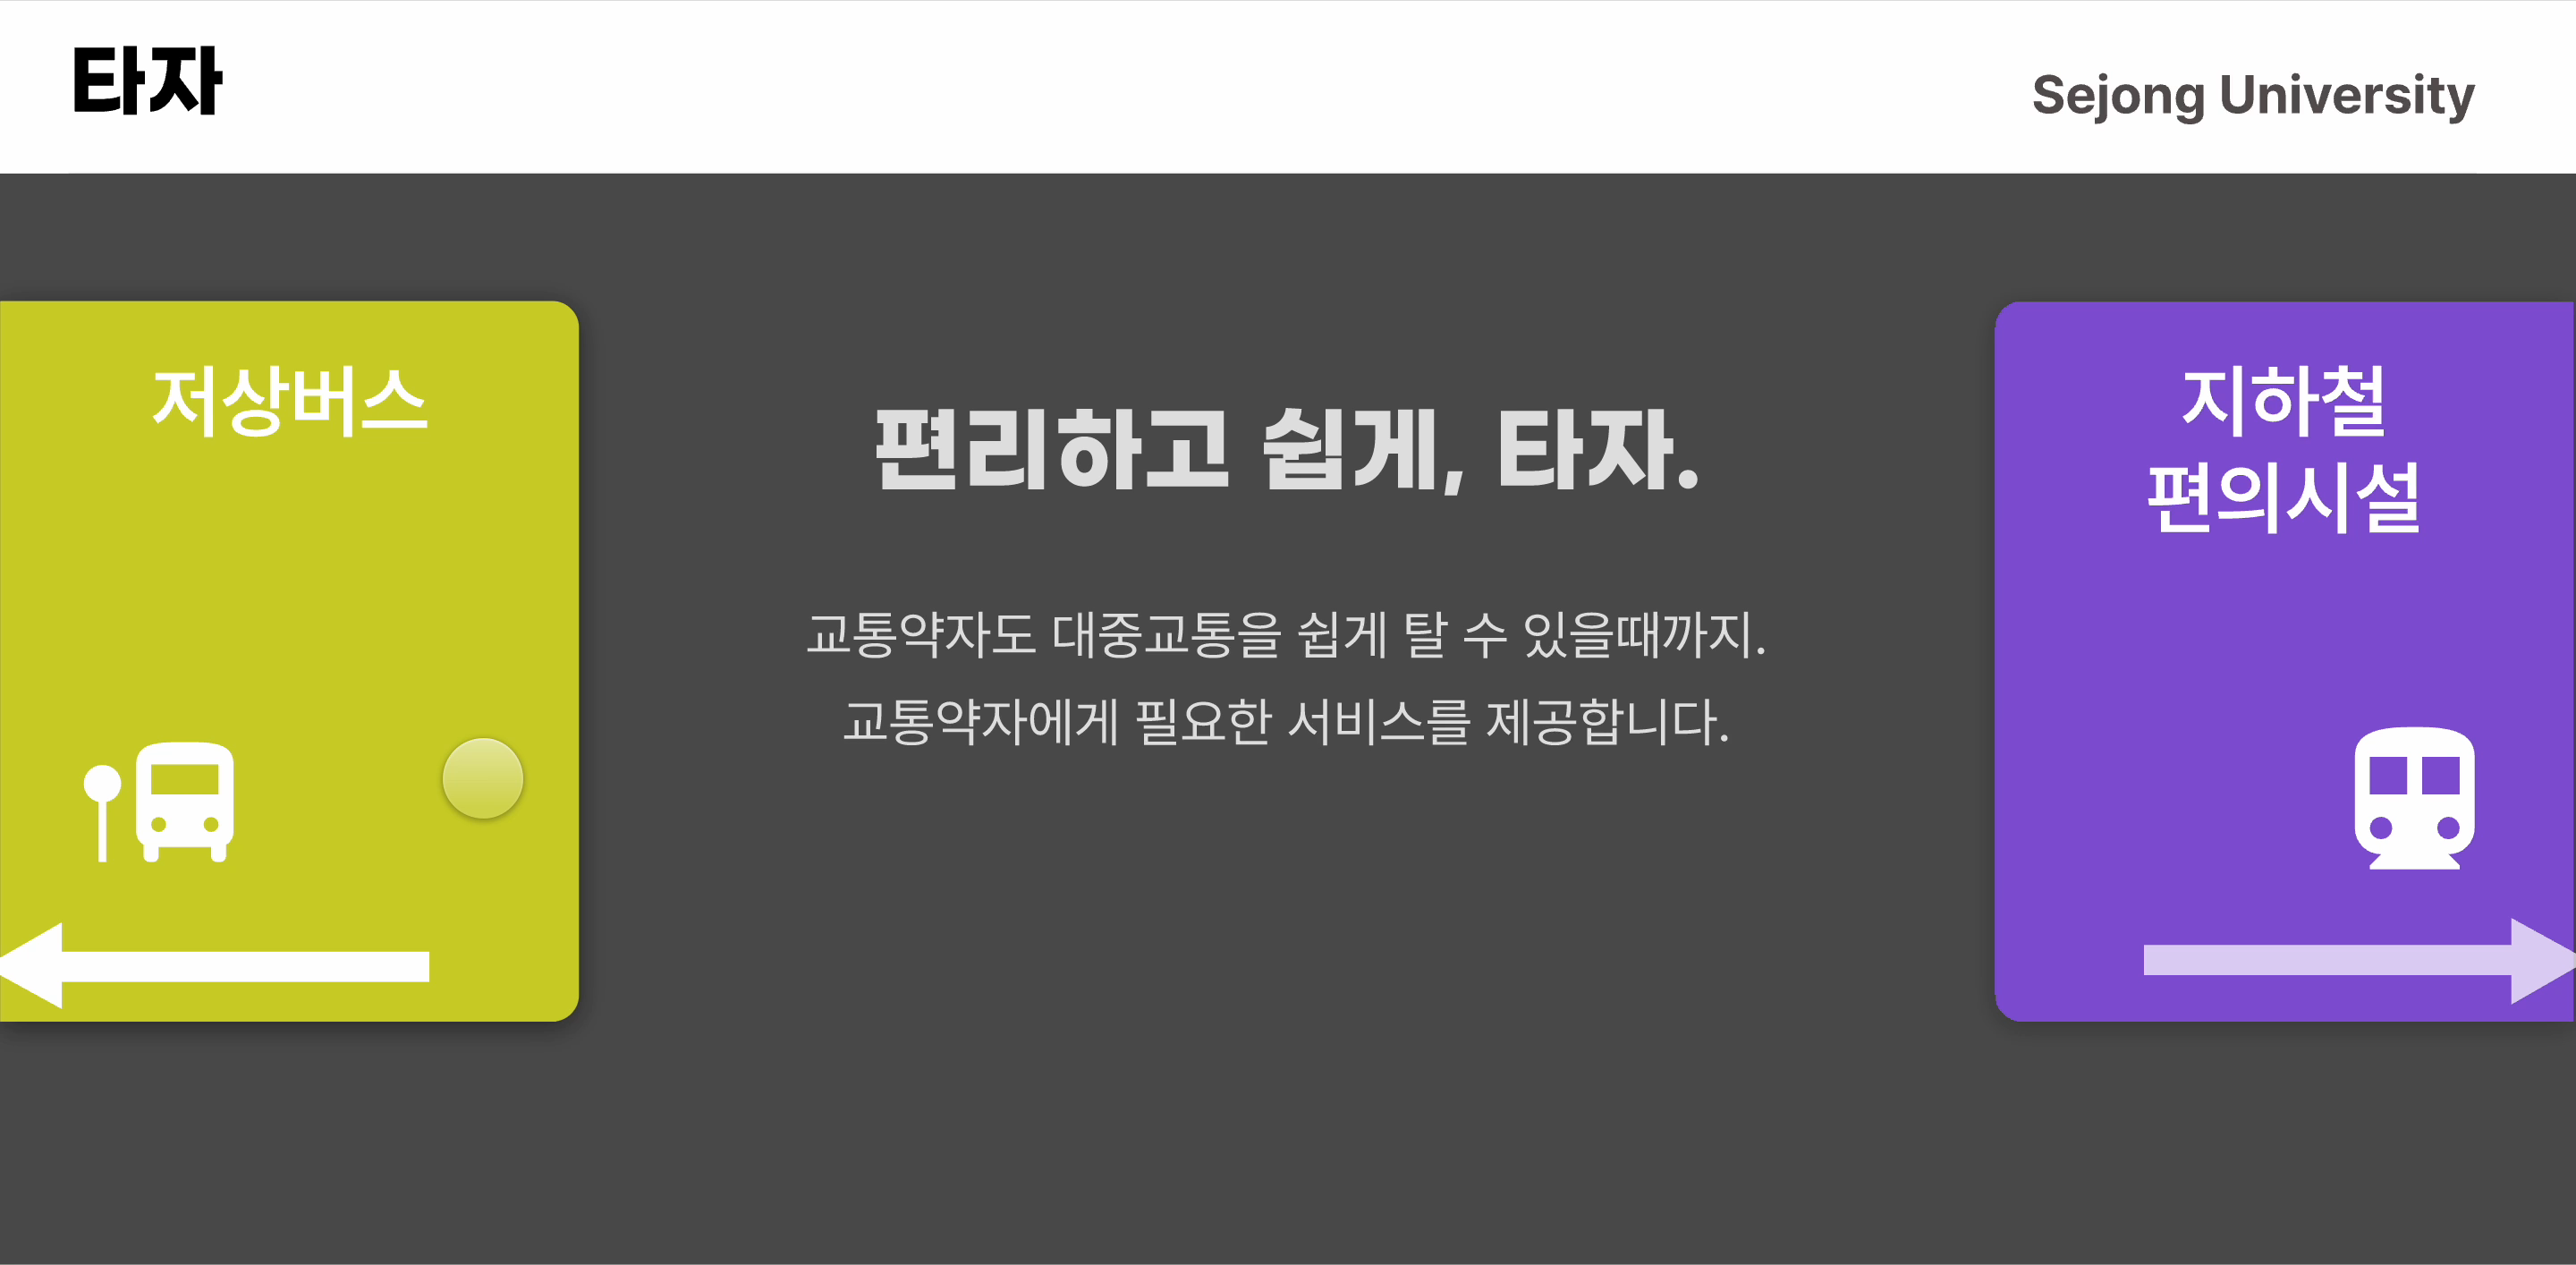 타자
Sejong University
저상버스
편리하고 쉽게, 타자.
교통약자도 대중교통을 쉽게 탈 수 있을때까지.
교통약자에게 필요한 서비스를 제공합니다.
지하철
편의시설